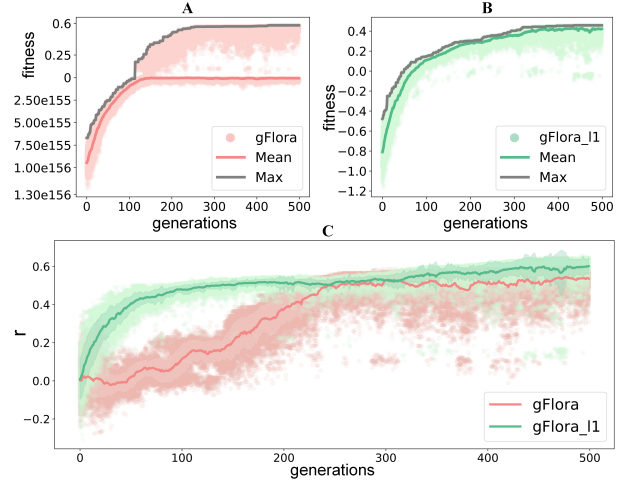 A
B
0.6
0.25
0
2.50e155
5.00e155
7.50e155
1.00e156
1.30e156
fitness
0
100
200
300
400
500
generations
gFlora
Mean
Max
0.4
0.2
0.0
−0.2
−0.4
−0.6
−0.8
−1.0
−1.2
fitness
0
100
200
300
400
500
generations
gFlora_l1
Mean
Max
C
0.6
0.4
0.2
0.0
−0.2
r
0
100
200
300
400
500
generations
gFlora
gFlora_l1